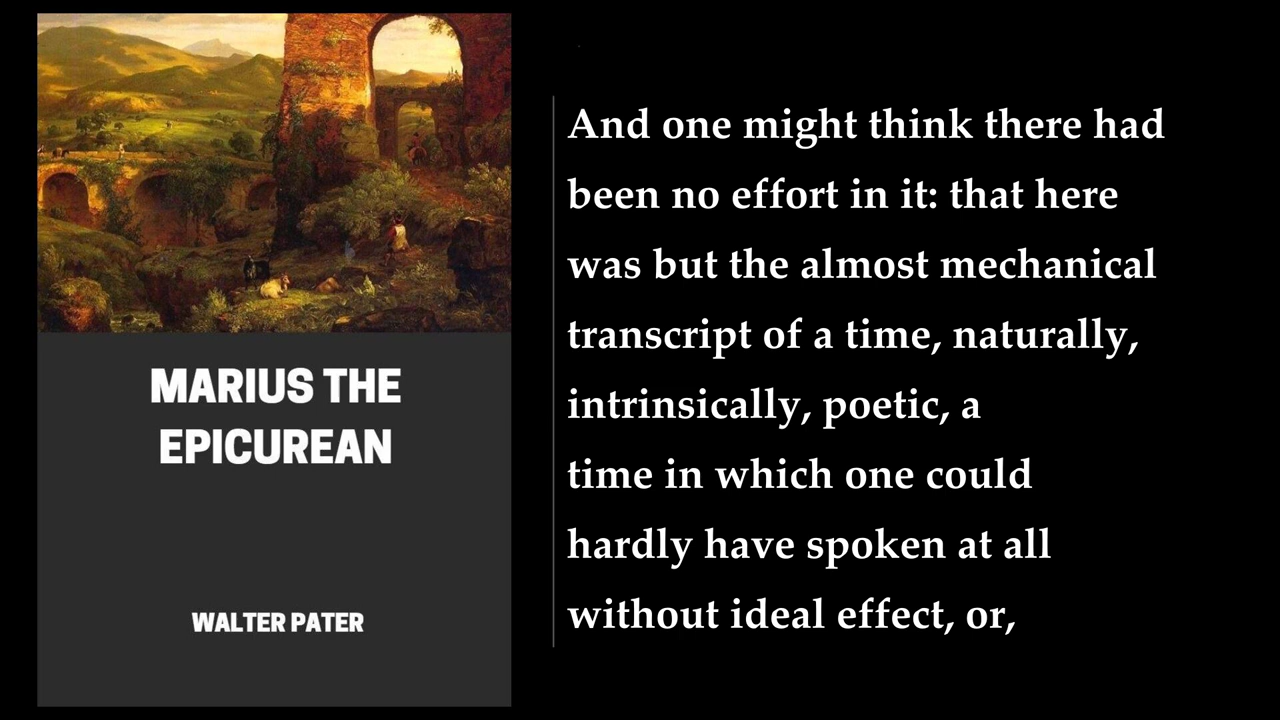 MARIUS THE
EPICUREAN
WALTER PATER
And one might think there had
been no effort in it: that here
was but the almost mechanical
transcript of a time, naturally,
intrinsically, poetic, a
time in which one could
hardly have spoken at all
without ideal effect, or,